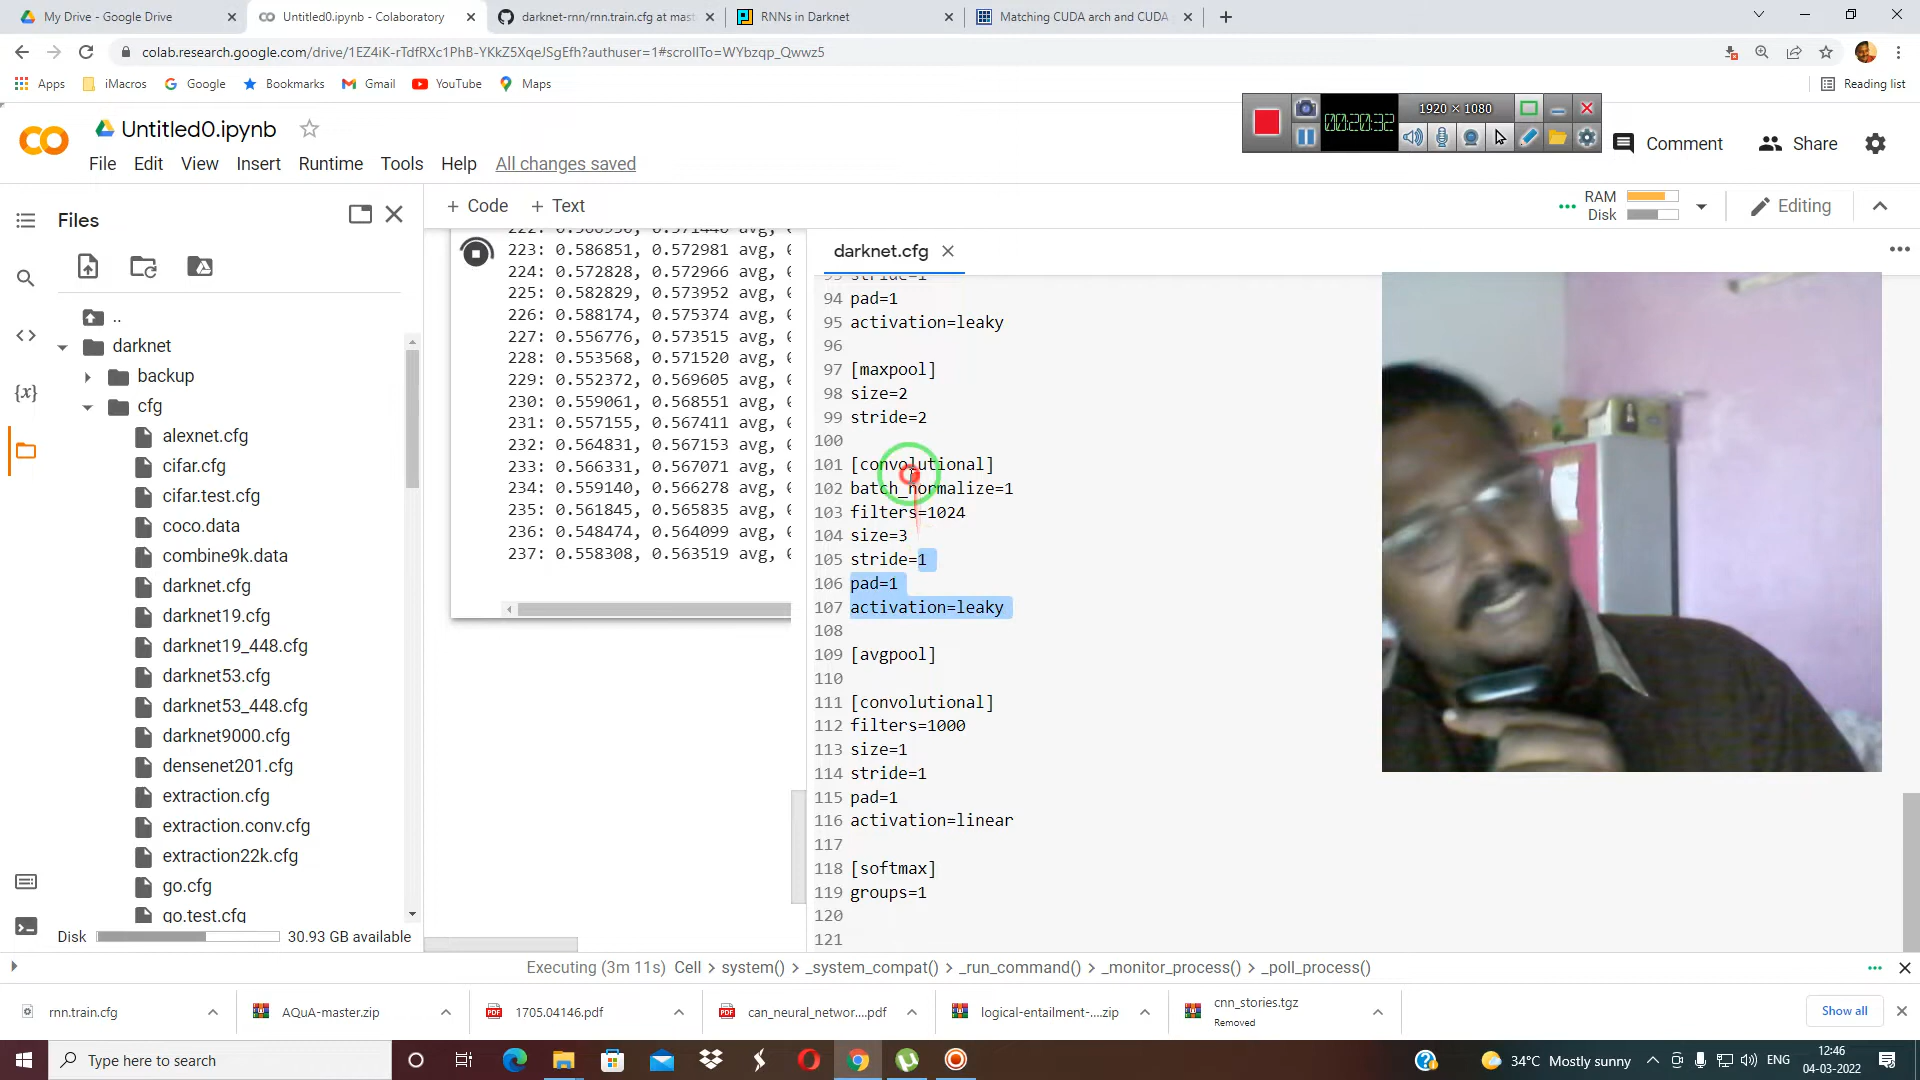 My Drive - Google Drive
Untitled0.ipynb - Colaboratory
darknet-rnn/rnn.train.cfg at mast
RNNs in Darknet
Matching CUDA arch and CUDA
colab.research.google.com/drive/1EZ4iK-rTdfRXc1PhB-YKkZ5XqeJSgEfh?authuser=1#scrollTo=WYbzqp_Qwwz5
Apps
iMacros
Google
Bookmarks
Gmail
YouTube
Maps
Reading list
Untitled0.ipynb
00:20:32
1920 × 1080
Comment
Share
File
Edit
View
Insert
Runtime
Tools
Help
All changes saved
Files
+ Code
+ Text
RAM
Disk
Editing
..
darknet
backup
cfg
alexnet.cfg
cifar.cfg
cifar.test.cfg
coco.data
combine9k.data
darknet.cfg
darknet19.cfg
darknet19_448.cfg
darknet53.cfg
darknet53_448.cfg
darknet9000.cfg
densenet201.cfg
extraction.cfg
extraction.conv.cfg
extraction22k.cfg
go.cfg
go.test.cfg
Disk
30.93 GB available
223: 0.586851, 0.572981 avg,
224: 0.572828, 0.572966 avg,
225: 0.582829, 0.573952 avg,
226: 0.588174, 0.575374 avg,
227: 0.556776, 0.573515 avg,
228: 0.553568, 0.571520 avg,
229: 0.552372, 0.569605 avg,
230: 0.559061, 0.568551 avg,
231: 0.557155, 0.567411 avg,
232: 0.564831, 0.567153 avg,
233: 0.566331, 0.567071 avg,
234: 0.559140, 0.566278 avg,
235: 0.561845, 0.565835 avg,
236: 0.548474, 0.564099 avg,
237: 0.558308, 0.563519 avg,
darknet.cfg
93 stride=1
94 pad=1
95 activation=leaky
96
97 [maxpool]
98 size=2
99 stride=2
100
101 [convolutional]
102 batch_normalize=1
103 filters=1024
104 size=3
105 stride=1
106 pad=1
107 activation=leaky
108
109 [avgpool]
110
111 [convolutional]
112 filters=1000
113 size=1
114 stride=1
115 pad=1
116 activation=linear
117
118 [softmax]
119 groups=1
120
121
Executing (3m 11s) Cell > system() > _system_compat() > _run_command() > _monitor_process() > _poll_process()
rnn.train.cfg
AQuA-master.zip
1705.04146.pdf
can_neural_networ....pdf
logical-entailment-....zip
cnn_stories.tgz
Removed
Show all
Type here to search
34°C Mostly sunny
ENG
12:46
04-03-2022